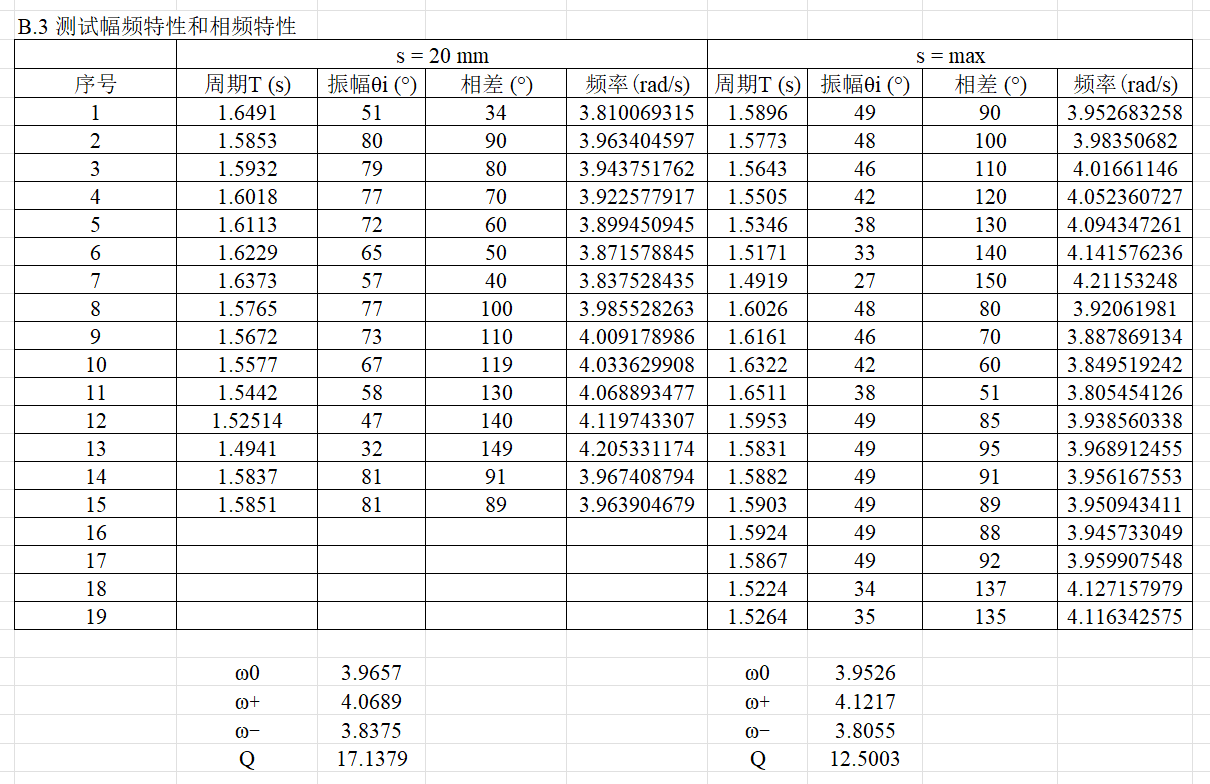 B.3 测试幅频特性和相频特性
s = 20 mm s = max
序号 周期T (s) 振幅θi (°) 相差 (°) 频率 (rad/s) 周期T (s) 振幅θi (°) 相差 (°) 频率 (rad/s)
1 1.6491 51 34 3.810069315 1.5896 49 90 3.952683258
2 1.5853 80 90 3.963404597 1.5773 48 100 3.98350682
3 1.5932 79 80 3.943751762 1.5643 46 110 4.01661146
4 1.6018 77 70 3.922577917 1.5505 42 120 4.052360727
5 1.6113 72 60 3.899450945 1.5346 38 130 4.094347261
6 1.6229 65 50 3.871578845 1.5171 33 140 4.141576236
7 1.6373 57 40 3.837528435 1.4919 27 150 4.21153248
8 1.5765 77 100 3.985528263 1.6026 48 80 3.92061981
9 1.5672 73 110 4.009178986 1.6161 46 70 3.887869134
10 1.5577 67 119 4.033629908 1.6322 42 60 3.849519242
11 1.5442 58 130 4.068893477 1.6511 38 51 3.805454126
12 1.52514 47 140 4.119743307 1.5953 49 85 3.938560338
13 1.4941 32 149 4.205331174 1.5831 49 95 3.968912455
14 1.5837 81 91 3.967408794 1.5882 49 91 3.956167553
15 1.5851 81 89 3.963904679 1.5903 49 89 3.950943411
16 1.5924 49 88 3.945733049
17 1.5867 49 92 3.959907548
18 1.5224 34 137 4.127157979
19 1.5264 35 135 4.116342575
ω0 3.9657 ω0 3.9526
ω+ 4.0689 ω+ 4.1217
ω− 3.8375 ω− 3.8055
Q 17.1379 Q 12.5003